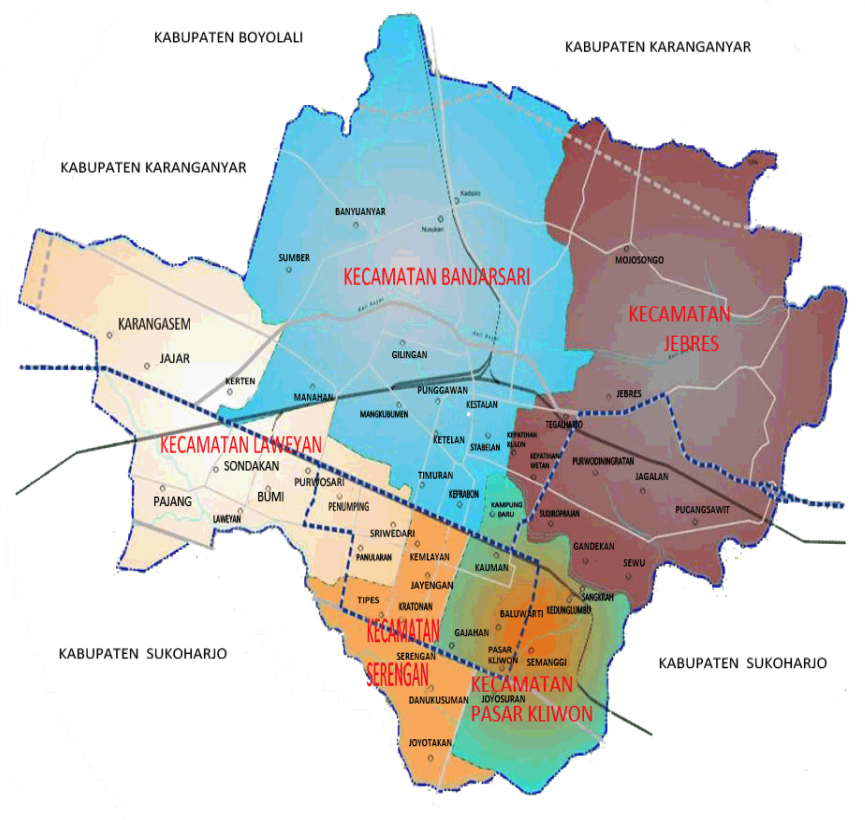 KABUPATEN BOYOLALI
KABUPATEN KARANGANYAR
KABUPATEN KARANGANYAR
Kadipiro
BANYUANYAR
Nusukan
SUMBER
MOJOSONGO
KECAMATAN BANJARSARI
KECAMATAN
JEBRES
KARANGASEM
JAJAR
GILINGAN
KERTEN
MANAHAN
PUNGGAWAN
KESTALAN
MANGKUBUMEN
JEBRES
TEGALHARJO
KECAMATAN LAWEYAN
KETELAN
STABELAN
KEPATIHAN
KULON
KEPATIHAN
WETAN
SONDAKAN
PURWOSARI
TIMURAN
PURWODININGRATAN
JAGALAN
PAJANG
BUMI
PENUMPING
KEPRABON
KAMPUNG
BARU
LAWEYAN
SUDIROPRAJAN
PUCANGSAWIT
SRIWEDARI
PANULARAN
KEMLAYAN
KAUMAN
GANDEKAN
SEWU
JAYENGAN
TIPES
KRATONAN
SANGKRAH
KEDUNGLUMBU
BALUWARTI
KECAMATAN
SERENGAN
GAJAHAN
SERENGAN
PASAR
KLIWON
SEMANGGI
KABUPATEN SUKOHARJO
KABUPATEN SUKOHARJO
KECAMATAN
PASAR KLIWON
DANUKUSUMAN
JOYOSURAN
JOYOTAKAN